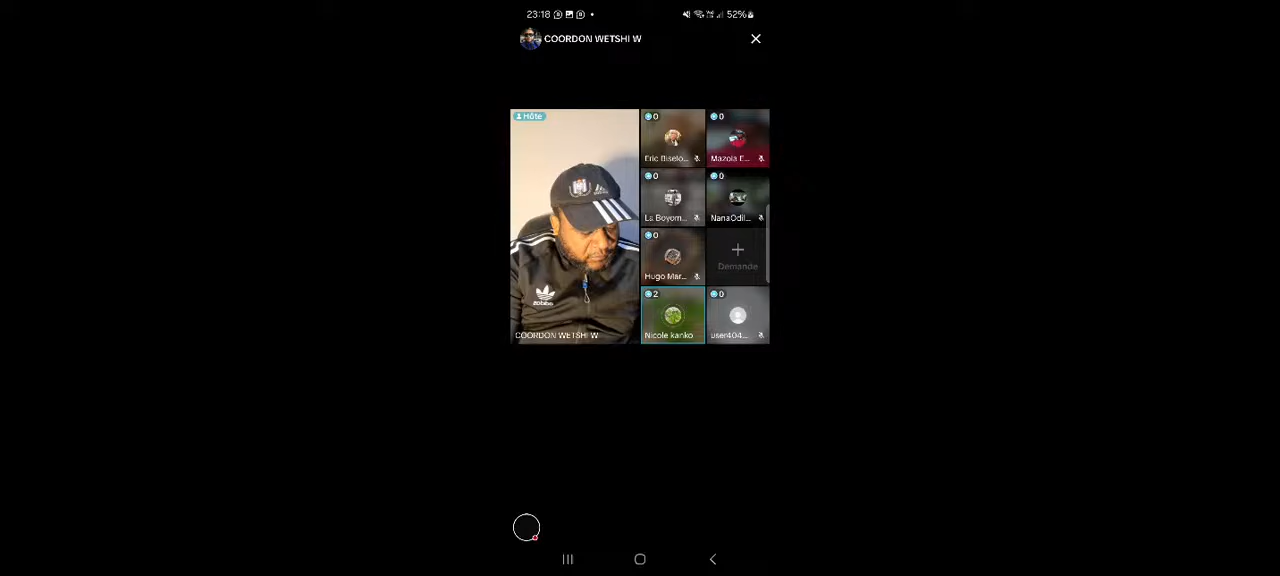 23:18
52%
COORDON WETSHI W
Hôte
0
0
Eric Biselo...
Mazola E...
0
0
La Boyom...
NanaOdil...
0
Hugo Mar...
Demande
adidas
2
0
COORDON WETSHI W
Nicole kanko
user404...